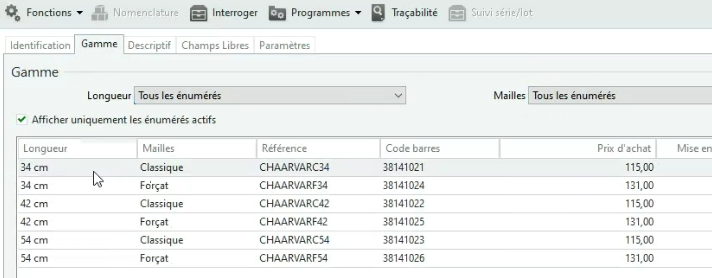 Fonctions Nomenclature Interroger Programmes Traçabilité Suivi série/lot
Identification Gamme Descriptif Champs Libres Paramètres
Gamme
Longueur Tous les énumérés Mailles Tous les énumérés
Afficher uniquement les énumérés actifs
Longueur Mailles Référence Code barres Prix d'achat Mise en
34 cm Classique CHAARVARC34 38141021 115,00
34 cm Forçat CHAARVARF34 38141024 131,00
42 cm Classique CHAARVARC42 38141022 115,00
42 cm Forçat CHAARVARF42 38141025 131,00
54 cm Classique CHAARVARC54 38141023 115,00
54 cm Forçat CHAARVARF54 38141026 131,00